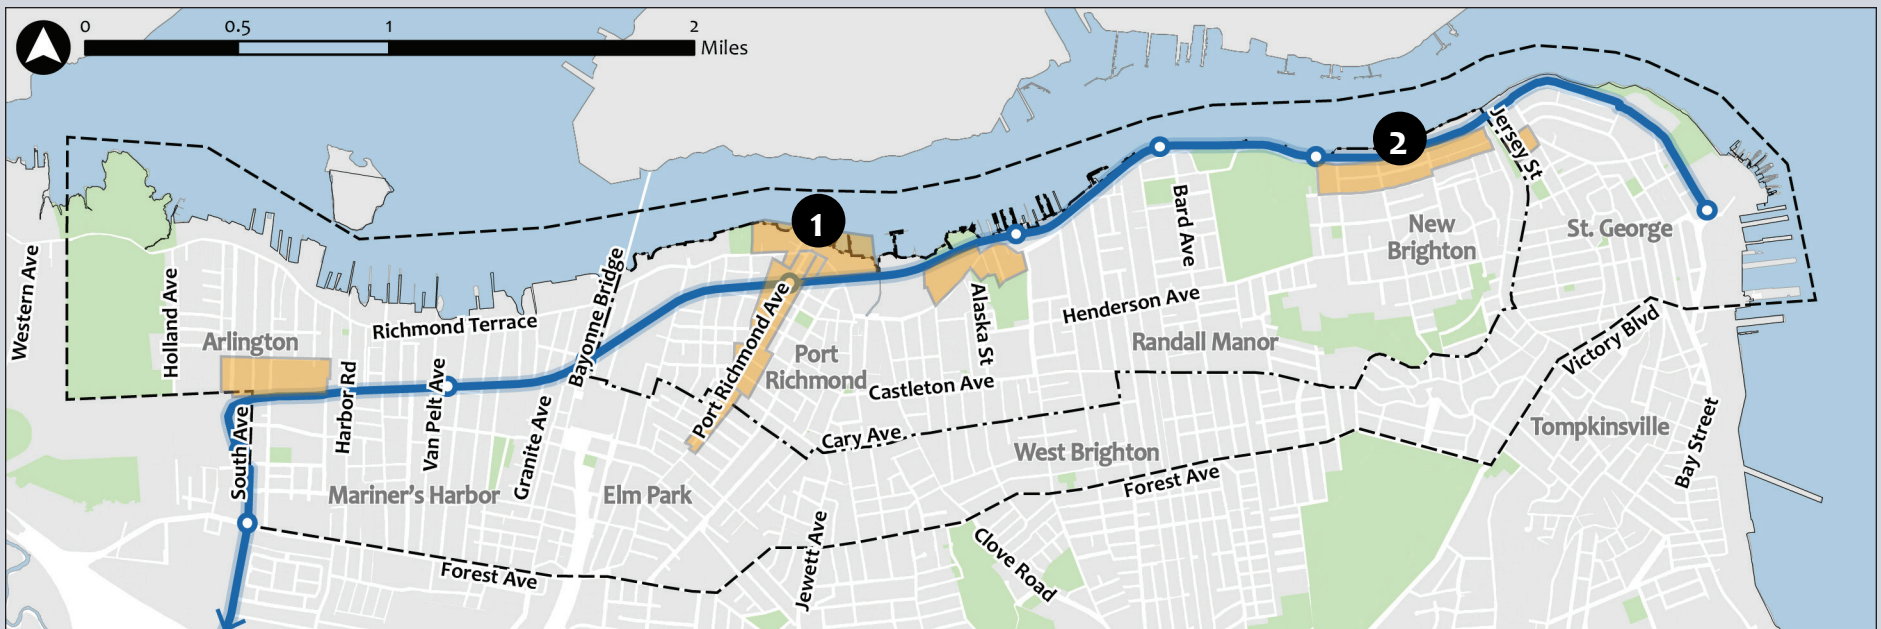 0 0.5 1 2
Miles
2
Jersey St
1
Bard Ave
New
Brighton
St. George
Western Ave
Holland Ave
Bayonne Bridge
Arlington
Richmond Terrace
Port Richmond Ave
Alaska St
Henderson Ave
Randall Manor
Victory Blvd
Port
Richmond
Castleton Ave
Harbor Rd
Van Pelt Ave
South Ave
Granite Ave
Cary Ave
West Brighton
Tompkinsville
Bay Street
Mariner's Harbor
Elm Park
Forest Ave
Jewett Ave
Clove Road
Forest Ave